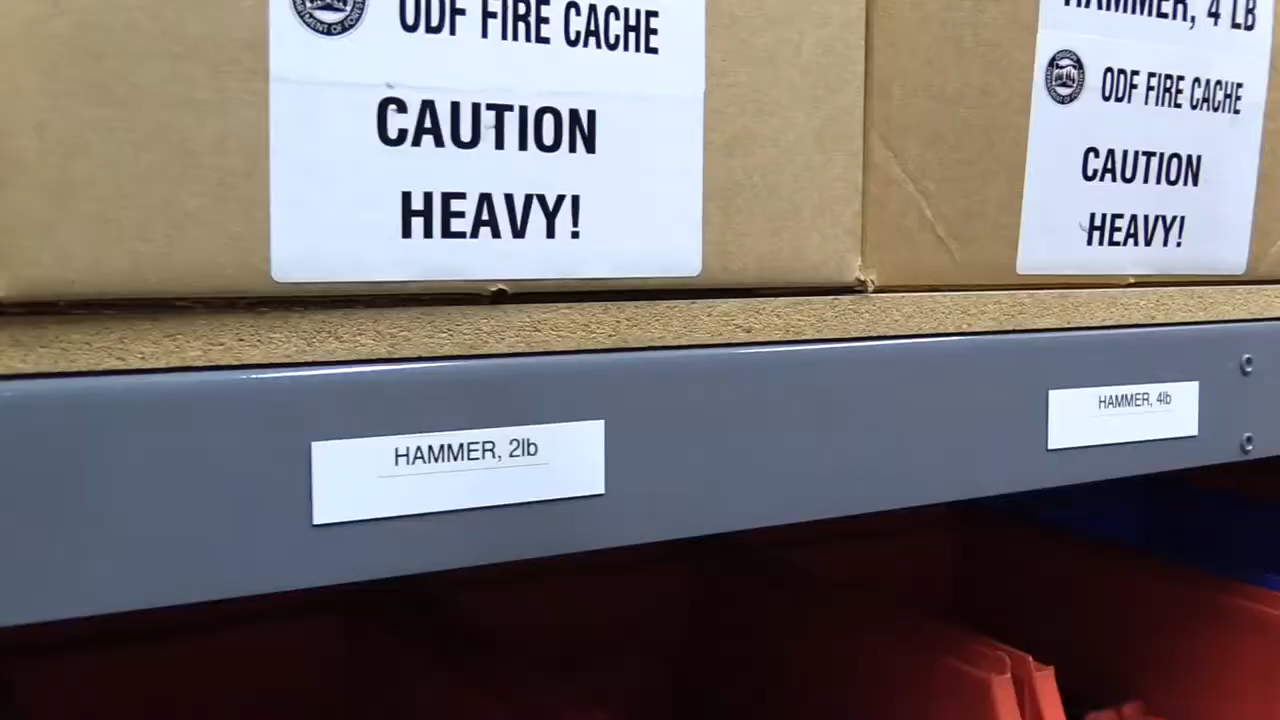 ODF FIRE CACHE
CAUTION
HEAVY!
HAMMER, 4 LB
ODF FIRE CACHE
CAUTION
HEAVY!
HAMMER, 2lb
HAMMER, 4lb